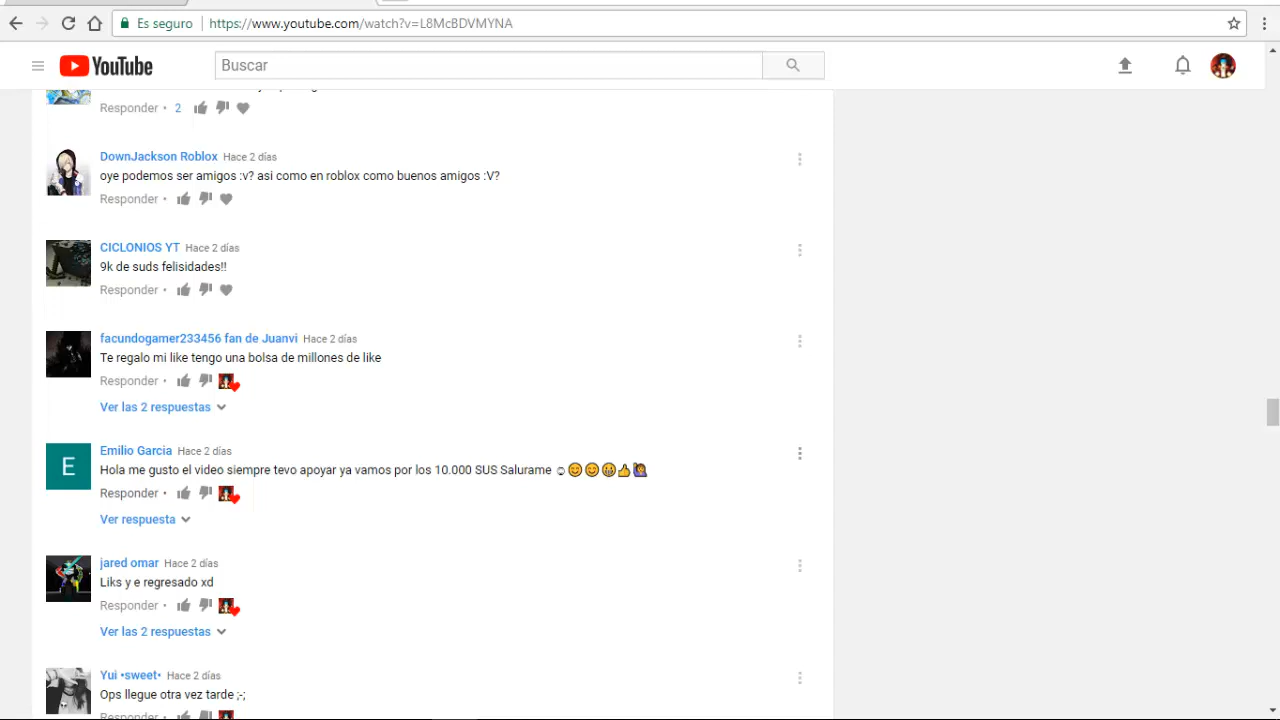 Es seguro https://www.youtube.com/watch?v=L8McBDVMYNA
YouTube
Buscar
Responder • 2
DownJackson Roblox Hace 2 días
oye podemos ser amigos :v? asi como en roblox como buenos amigos :V?
Responder •
CICLONIOS YT Hace 2 días
9k de suds felisidades!!
Responder •
facundogamer233456 fan de Juanvi Hace 2 días
Te regalo mi like tengo una bolsa de millones de like
Responder •
Ver las 2 respuestas
E
Emilio Garcia Hace 2 días
Hola me gusto el video siempre tevo apoyar ya vamos por los 10.000 SUS Salurame ☺😊😊😀👍🙋
Responder •
Ver respuesta
jared omar Hace 2 días
Liks y e regresado xd
Responder •
Ver las 2 respuestas
Yui •sweet• Hace 2 días
Ops llegue otra vez tarde ;-;
Responder •